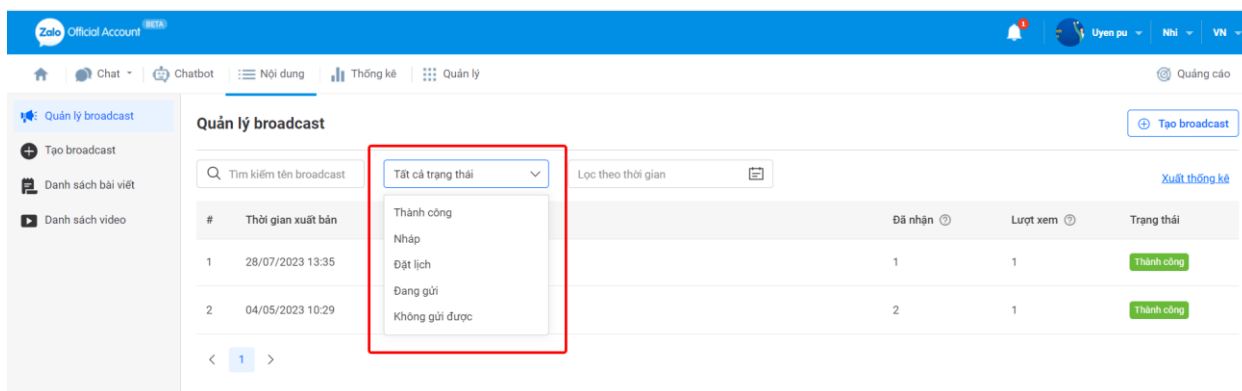 Zalo Official Account BETA 1 Uyen pu Nhi VN
Chat Chatbot Nội dung Thống kê Quản lý Quảng cáo
Quản lý broadcast
Tạo broadcast
Danh sách bài viết
Danh sách video
Quản lý broadcast Tạo broadcast
Tìm kiếm tên broadcast Tất cả trạng thái Lọc theo thời gian Xuất thống kê
Thành công
Nháp
Đặt lịch
Đang gửi
Không gửi được
# Thời gian xuất bản Đã nhận Lượt xem Trạng thái
1 28/07/2023 13:35 1 1 Thành công
2 04/05/2023 10:29 2 1 Thành công
< 1 >